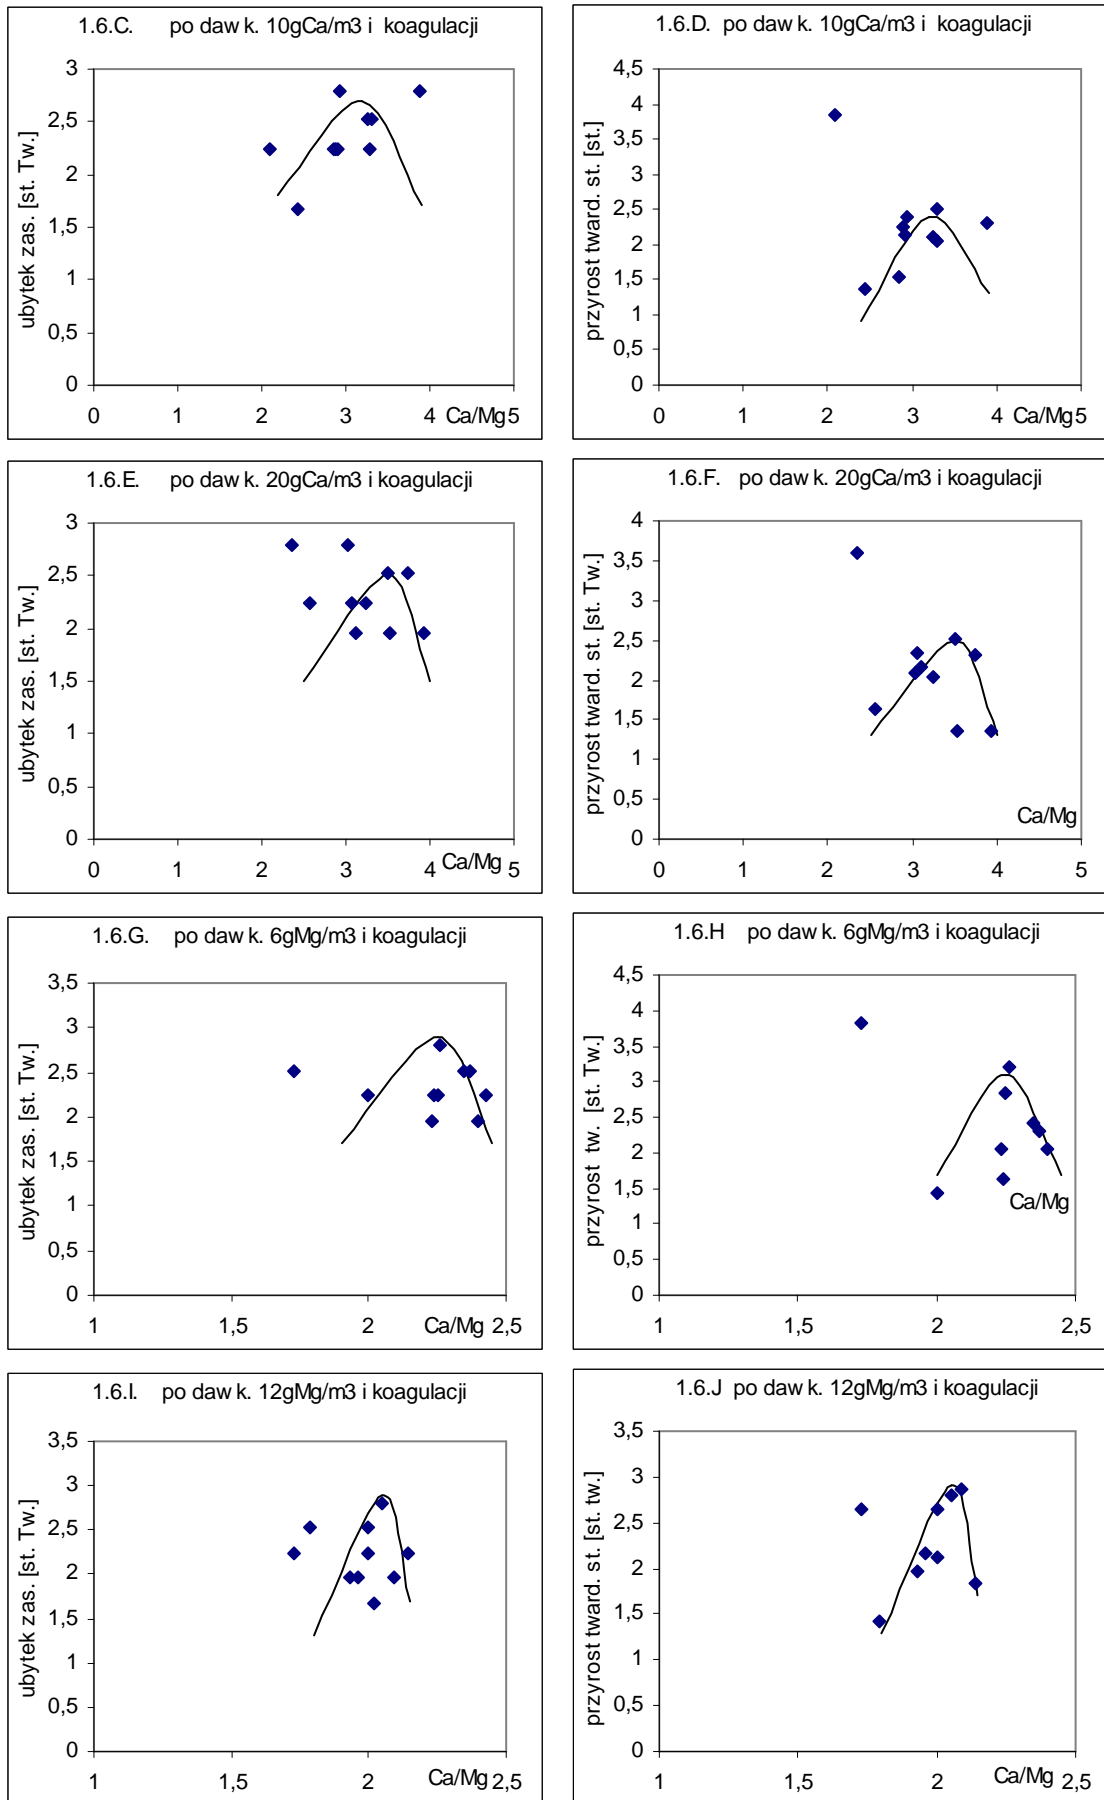 1.6.C. po dawk. 10gCa/m3 i koagulacji
ubytek zas. [st. Tw.]
3
2,5
2
1,5
1
0,5
0
0 1 2 3 4 Ca/Mg 5
1.6.D. po dawk. 10gCa/m3 i koagulacji
przyrost tward. st. [st.]
4,5
4
3,5
3
2,5
2
1,5
1
0,5
0
0 1 2 3 4 Ca/Mg 5
1.6.E. po dawk. 20gCa/m3 i koagulacji
ubytek zas. [st. Tw.]
3
2,5
2
1,5
1
0,5
0
0 1 2 3 4 Ca/Mg 5
1.6.F. po dawk. 20gCa/m3 i koagulacji
przyrost tward. st. [st. Tw.]
4
3,5
3
2,5
2
1,5
1
0,5
0
Ca/Mg
0 1 2 3 4 5
1.6.G. po dawk. 6gMg/m3 i koagulacji
ubytek zas. [st. Tw.]
3,5
3
2,5
2
1,5
1
0,5
0
1 1,5 2 Ca/Mg 2,5
1.6.H po dawk. 6gMg/m3 i koagulacji
przyrost tw. [st. Tw.]
4,5
4
3,5
3
2,5
2
1,5
1
0,5
0
Ca/Mg
1 1,5 2 2,5
1.6.I. po dawk. 12gMg/m3 i koagulacji
ubytek zas. [st. Tw.]
3,5
3
2,5
2
1,5
1
0,5
0
1 1,5 2 Ca/Mg 2,5
1.6.J po dawk. 12gMg/m3 i koagulacji
przyrost tward. st. [st. tw.]
3,5
3
2,5
2
1,5
1
0,5
0
1 1,5 2 Ca/Mg 2,5